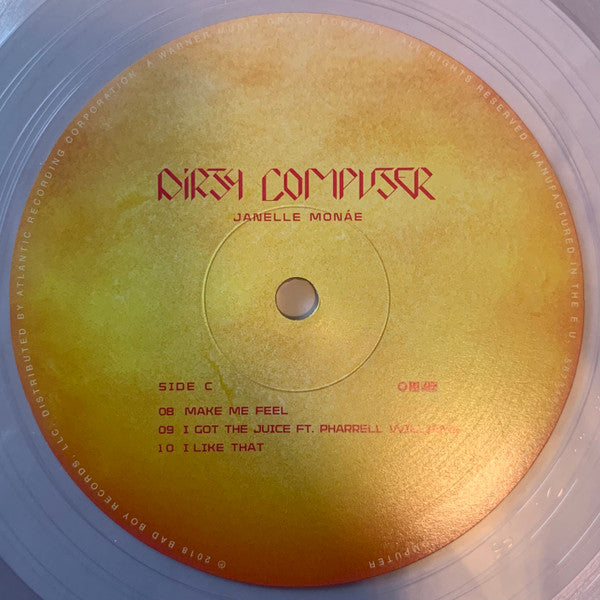 DIRTY COMPUTER
JANELLE MONÁE
SIDE C
08 MAKE ME FEEL
09 I GOT THE JUICE FT. PHARRELL WILLIAMS
10 I LIKE THAT
℗ 2018 BAD BOY RECORDS, LLC. DISTRIBUTED BY ATLANTIC RECORDING CORPORATION. A WARNER MUSIC GROUP COMPANY. ALL RIGHTS RESERVED. MANUFACTURED IN THE E.U.
COMPUTER